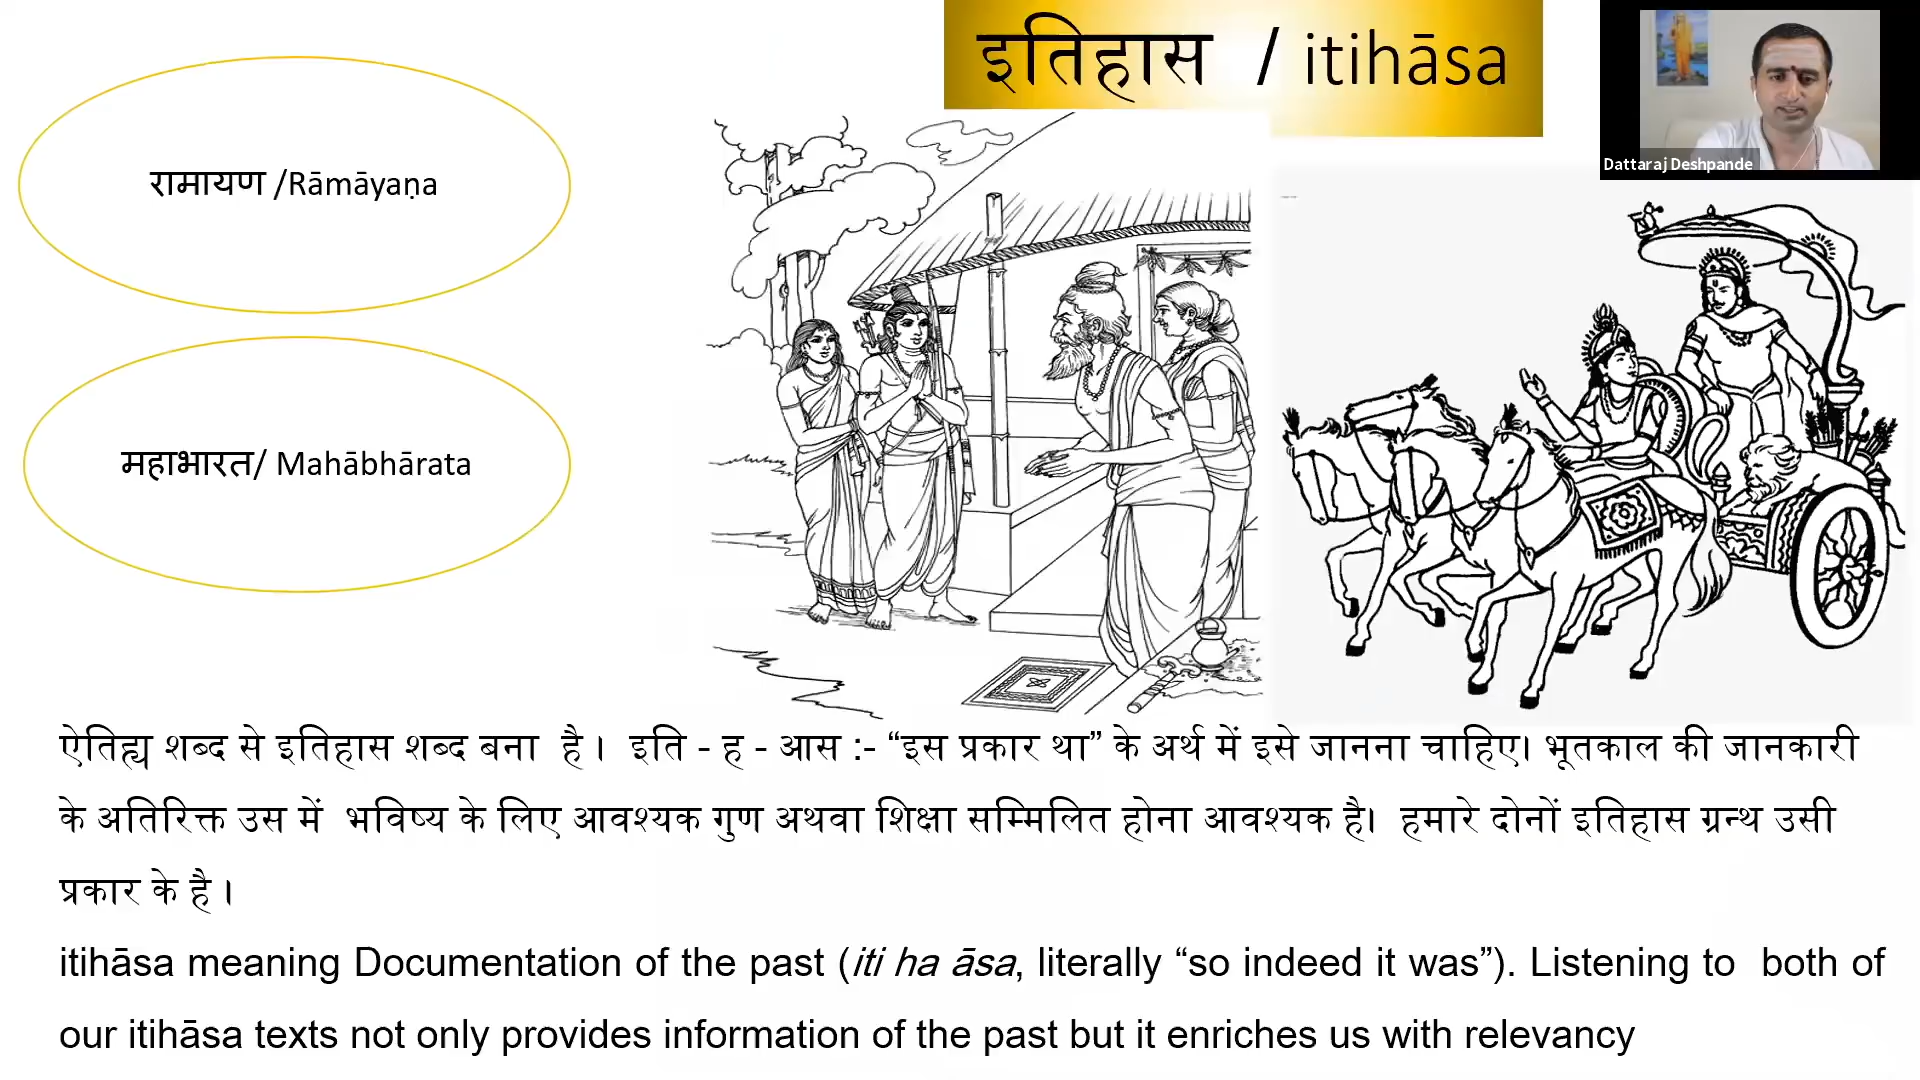 इतिहास / itihāsa
Dattaraj Deshpande
रामायण /Rāmāyaṇa
महाभारत/ Mahābhārata
ऐतिह्य शब्द से इतिहास शब्द बना है । इति - ह - आस :- “इस प्रकार था” के अर्थ में इसे जानना चाहिए। भूतकाल की जानकारी
के अतिरिक्त उस में भविष्य के लिए आवश्यक गुण अथवा शिक्षा सम्मिलित होना आवश्यक है। हमारे दोनों इतिहास ग्रन्थ उसी
प्रकार के है ।
itihāsa meaning Documentation of the past (iti ha āsa, literally “so indeed it was”). Listening to both of
our itihāsa texts not only provides information of the past but it enriches us with relevancy